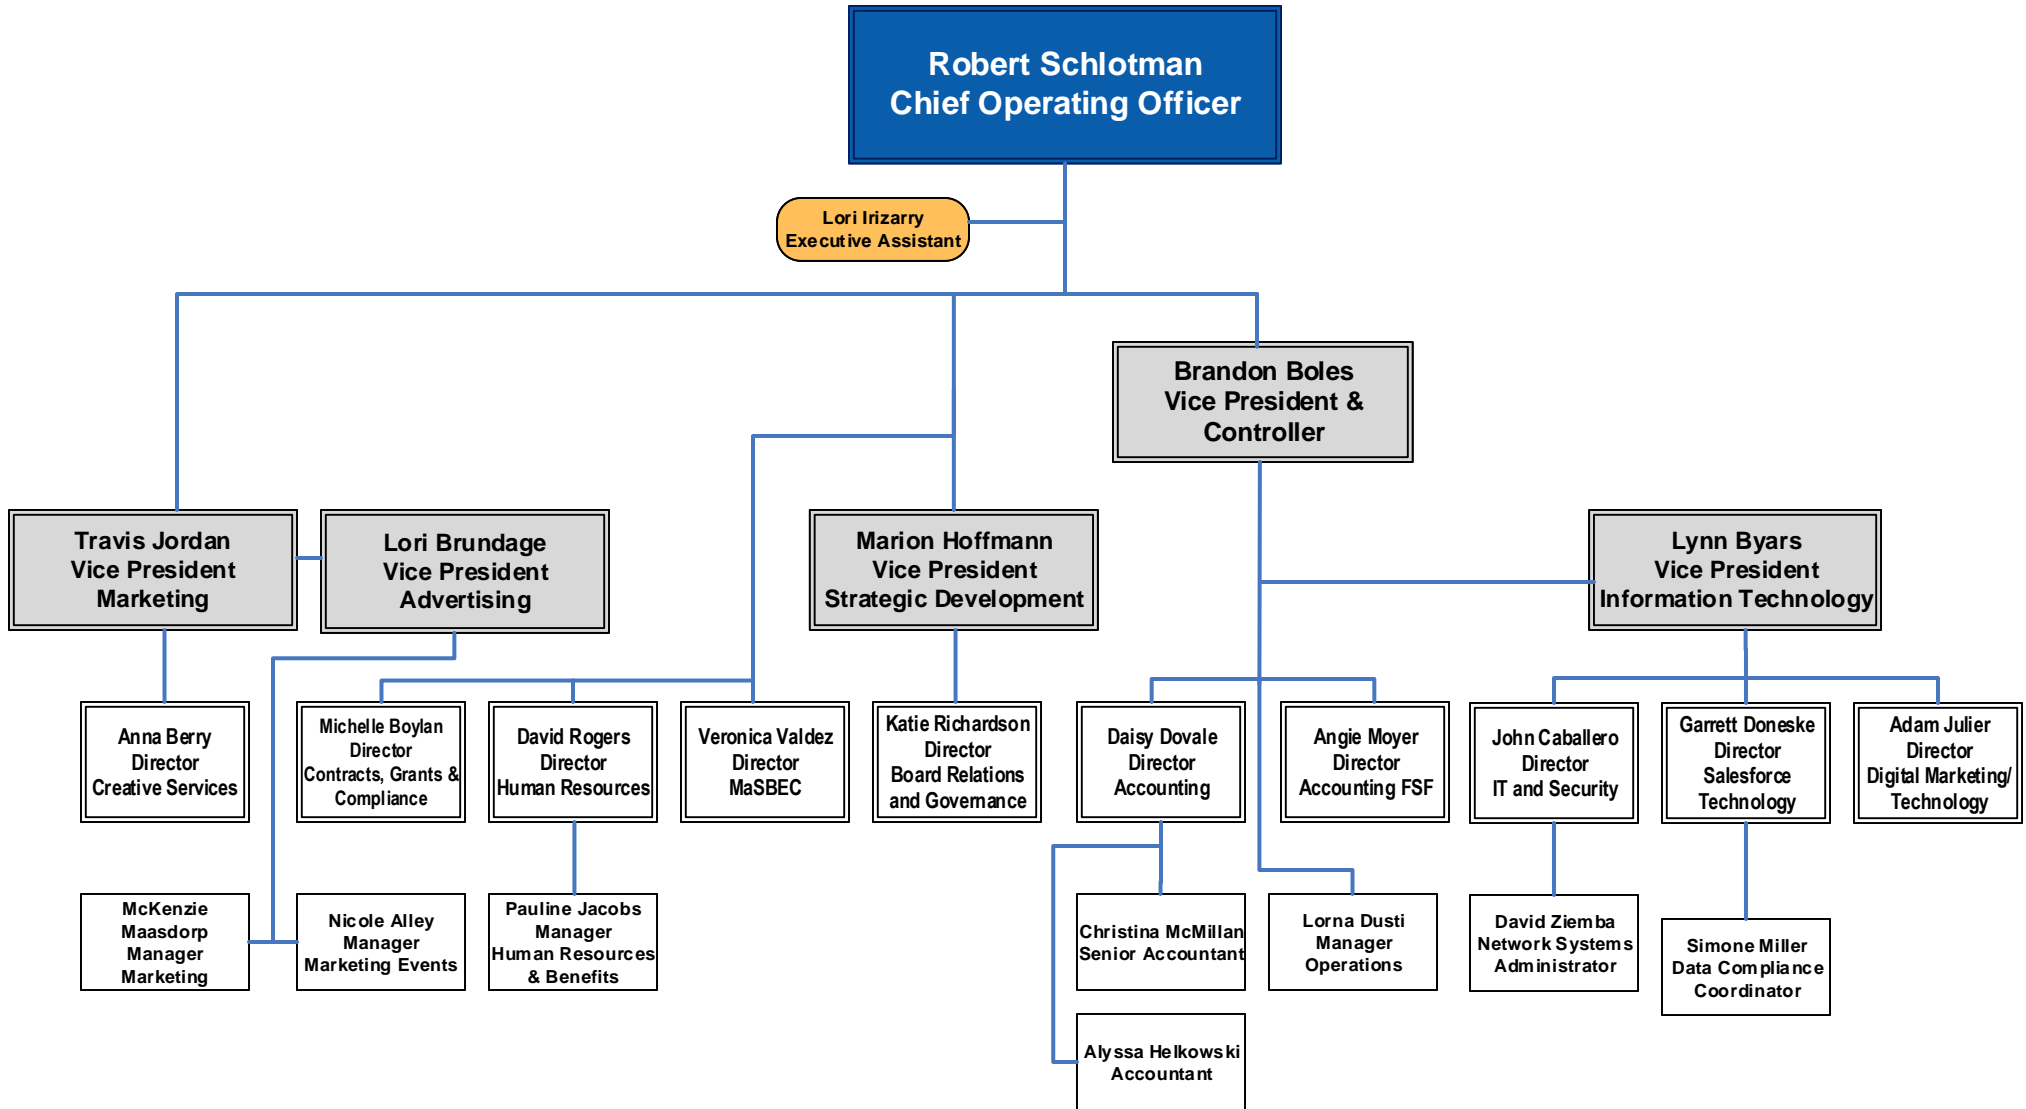 Robert Schlotman
Chief Operating Officer
Lori Irizarry
Executive Assistant
Brandon Boles
Vice President &
Controller
Travis Jordan
Vice President
Marketing
Lori Brundage
Vice President
Advertising
Marion Hoffmann
Vice President
Strategic Development
Lynn Byars
Vice President
Information Technology
Anna Berry
Director
Creative Services
Michelle Boylan
Director
Contracts, Grants &
Compliance
David Rogers
Director
Human Resources
Veronica Valdez
Director
MaSBEC
Katie Richardson
Director
Board Relations
and Governance
Daisy Dovale
Director
Accounting
Angie Moyer
Director
Accounting FSF
John Caballero
Director
IT and Security
Garrett Doneske
Director
Salesforce
Technology
Adam Julier
Director
Digital Marketing/
Technology
McKenzie
Maasdorp
Manager
Marketing
Nicole Alley
Manager
Marketing Events
Pauline Jacobs
Manager
Human Resources
& Benefits
Christina McMillan
Senior Accountant
Lorna Dusti
Manager
Operations
David Ziemba
Network Systems
Administrator
Simone Miller
Data Compliance
Coordinator
Alyssa Helkowski
Accountant